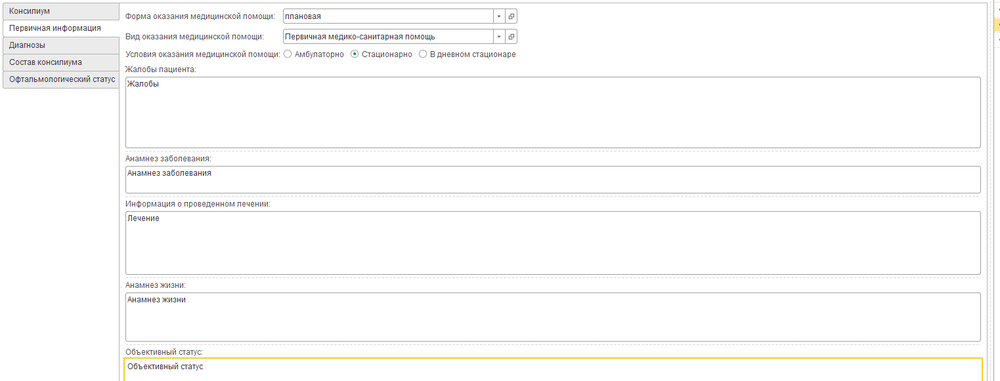 Консилиум
Первичная информация
Диагнозы
Состав консилиума
Офтальмологический статус
Форма оказания медицинской помощи: плановая
Вид оказания медицинской помощи: Первичная медико-санитарная помощь
Условия оказания медицинской помощи: Амбулаторно Стационарно В дневном стационаре
Жалобы пациента:
Жалобы
Анамнез заболевания:
Анамнез заболевания
Информация о проведенном лечении:
Лечение
Анамнез жизни:
Анамнез жизни
Объективный статус:
Объективный статус